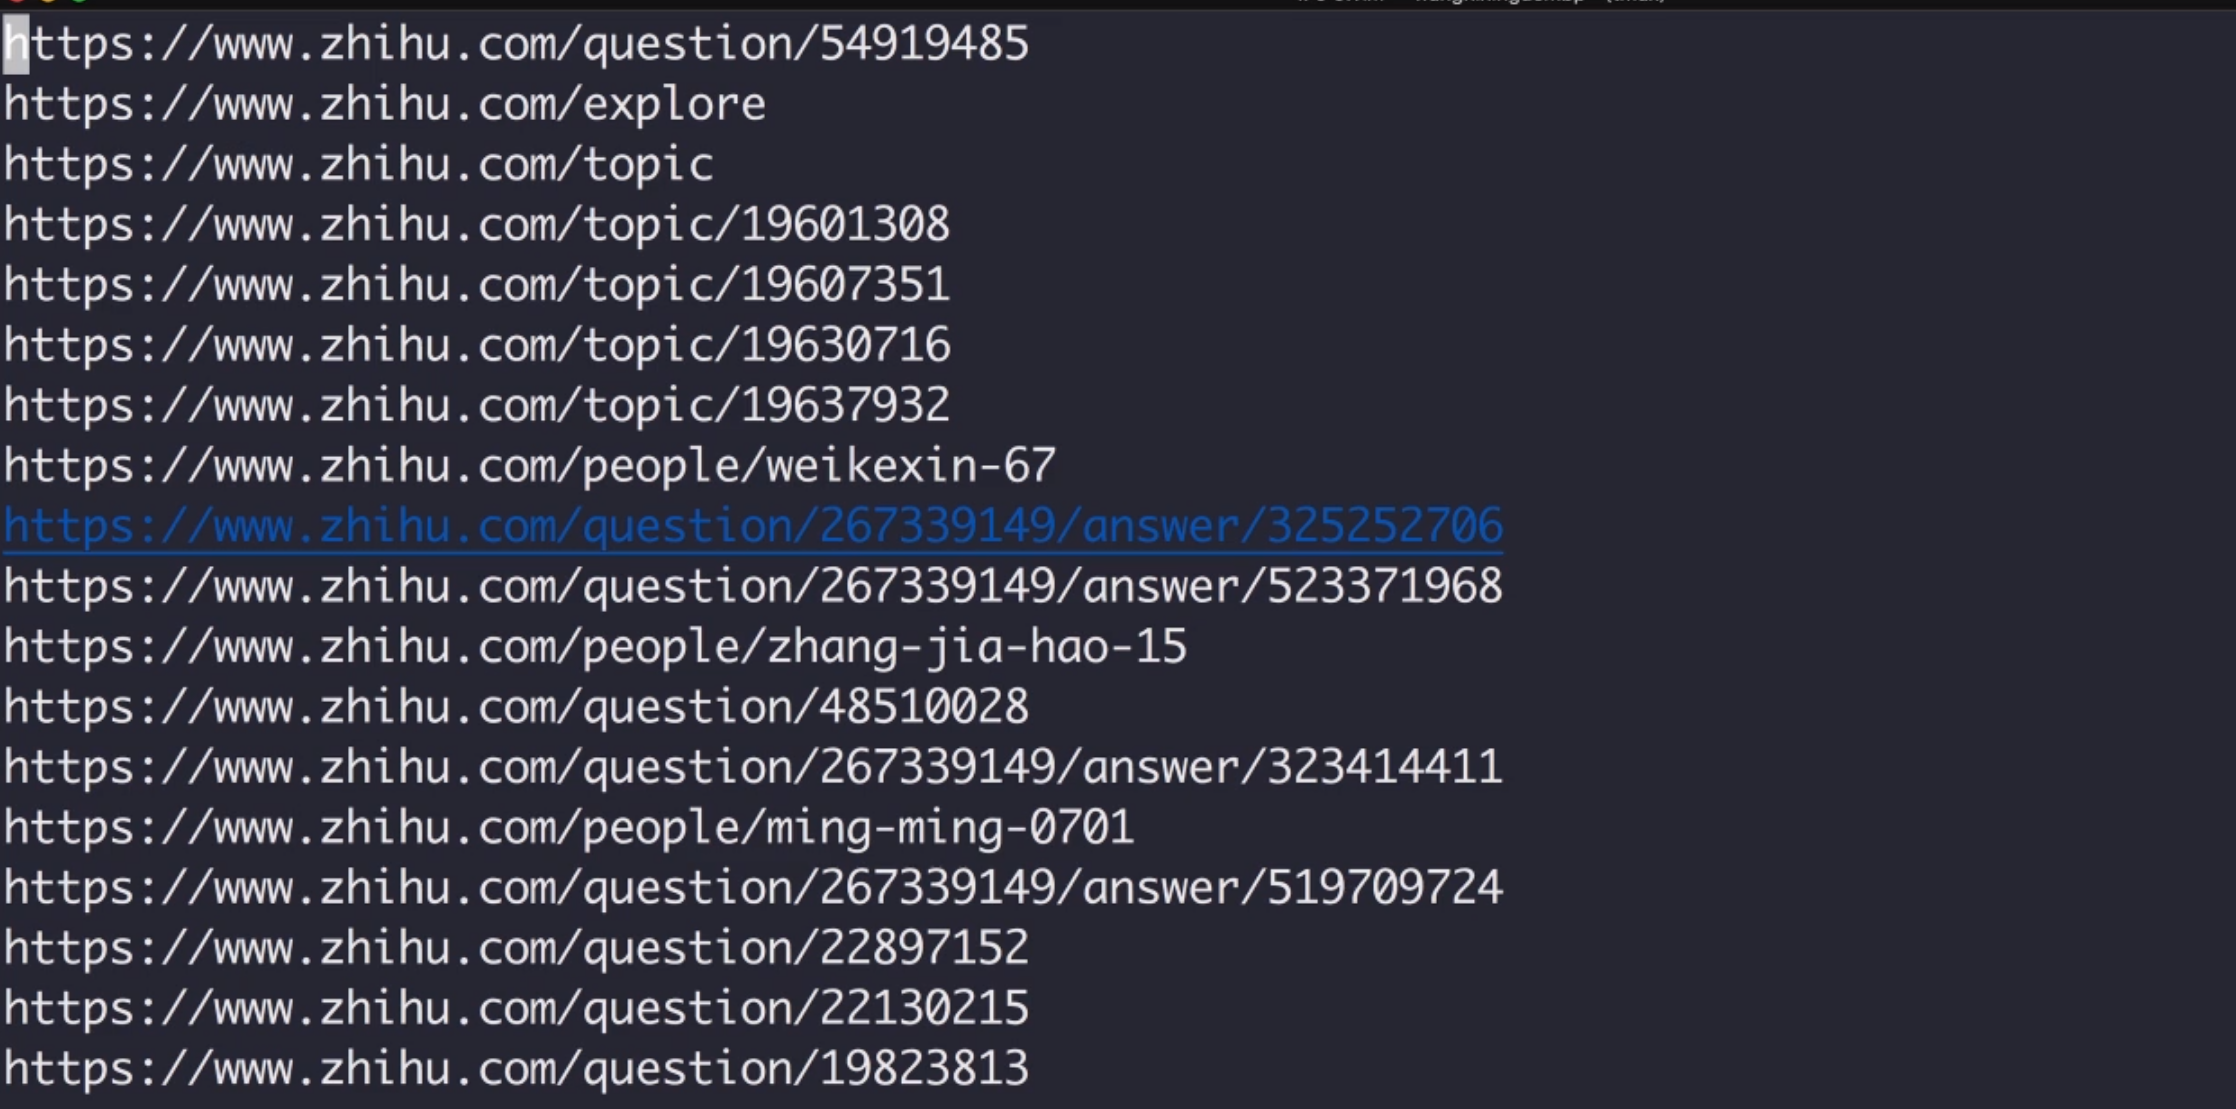 https://www.zhihu.com/question/54919485
https://www.zhihu.com/explore
https://www.zhihu.com/topic
https://www.zhihu.com/topic/19601308
https://www.zhihu.com/topic/19607351
https://www.zhihu.com/topic/19630716
https://www.zhihu.com/topic/19637932
https://www.zhihu.com/people/weikexin-67
https://www.zhihu.com/question/267339149/answer/325252706
https://www.zhihu.com/question/267339149/answer/523371968
https://www.zhihu.com/people/zhang-jia-hao-15
https://www.zhihu.com/question/48510028
https://www.zhihu.com/question/267339149/answer/323414411
https://www.zhihu.com/people/ming-ming-0701
https://www.zhihu.com/question/267339149/answer/519709724
https://www.zhihu.com/question/22897152
https://www.zhihu.com/question/22130215
https://www.zhihu.com/question/19823813